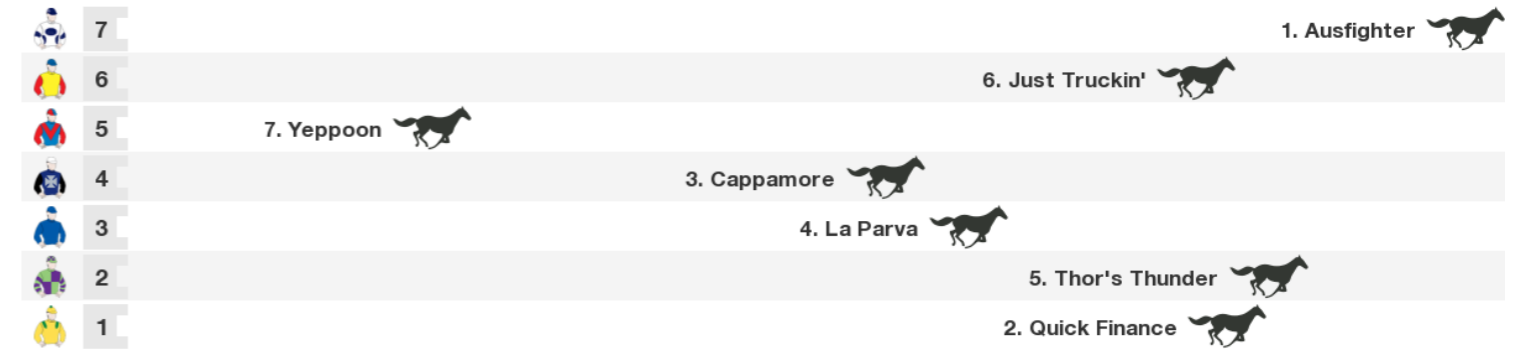 7 1. Ausfighter
6 6. Just Truckin'
5 7. Yeppoon
4 3. Cappamore
3 4. La Parva
2 5. Thor's Thunder
1 2. Quick Finance